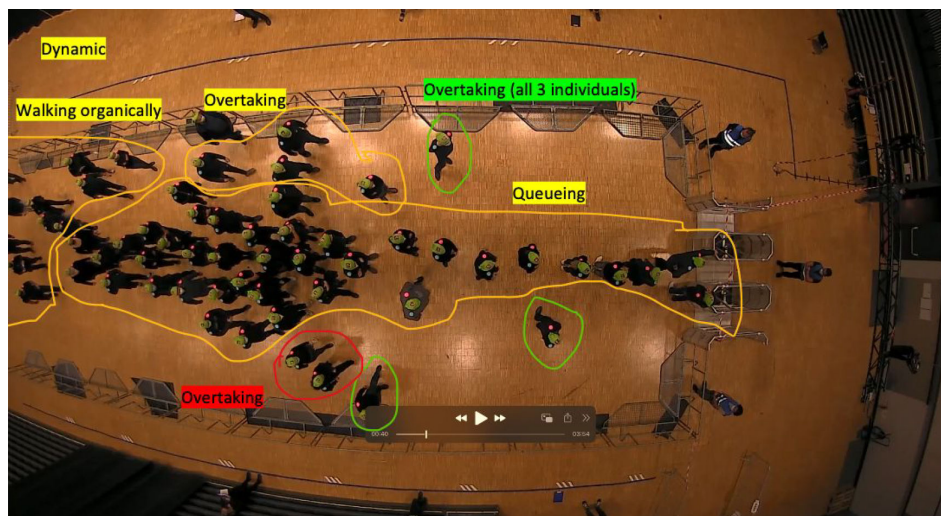 Dynamic
Walking organically
Overtaking
Overtaking (all 3 individuals)
Queueing
Overtaking
00:40
03:54